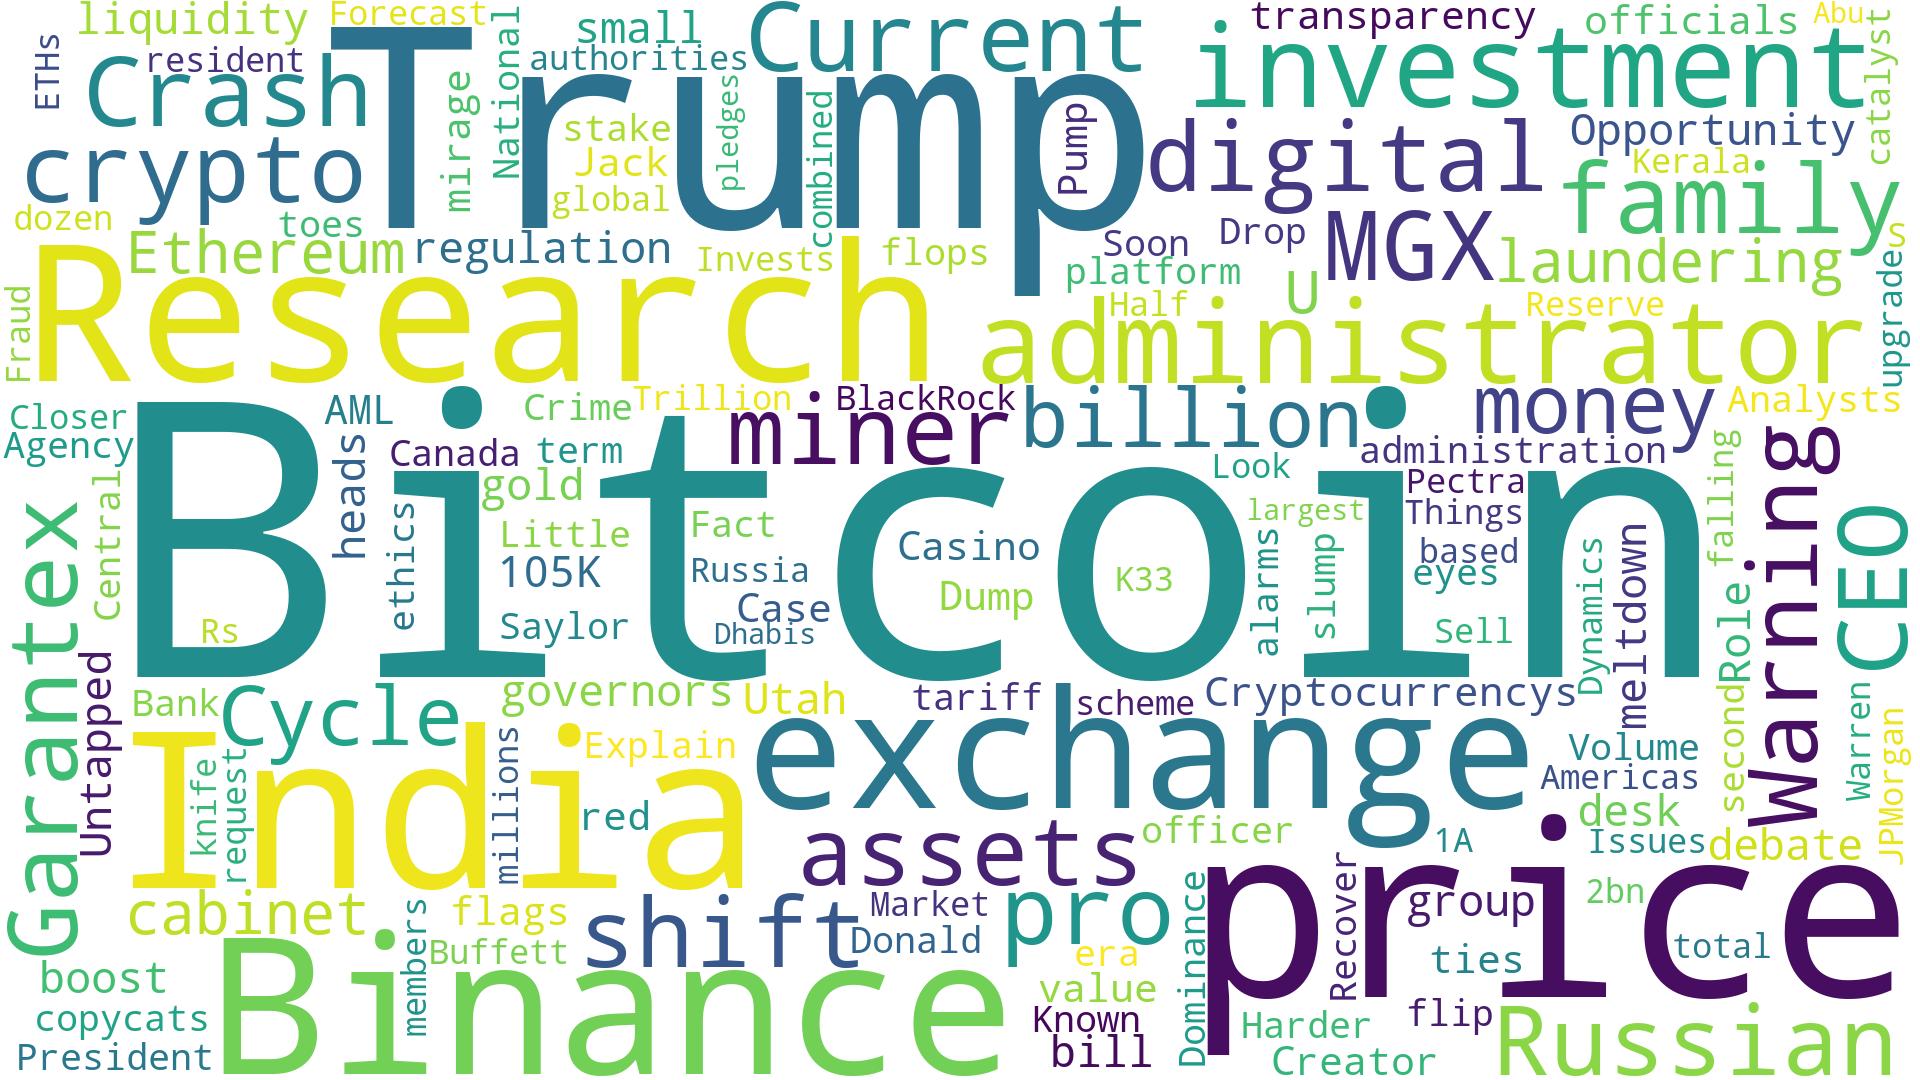 liquidity
Forecast
National
small
Current
transparency
officials
Abu
ETHs
resident
authorities
investment
catalyst
Crash
Trump
mirage
stake
pledges
combined
Pump
digital
Opportunity
crypto
Jack
Kerala
global
family
dozen
toes
MGX
Ethereum
regulation
Invests
flops
Soon
Drop
S
platform
laundering
upgrade
Fraud
Research
Half
U
Reserve
administrator
Closer
AML
Crime
Trillion
BlackRock
billion
money
Analysts
Agency
heads
Canada
term
miner
administration
Warning
Central
Bitcoin
gold
Look
Pectra
falling
Garantex
ethics
Little
Fact
largest
Things
CEO
105K
Casino
alarms
slump
based
meltdown
Russia
K33
eyes
Dynamics
Rs
Saylor
Case
Dump
Sell
Role
Dhabis
Untapped
Bank
Cycle
governors
Utah
tariff
scheme
Cryptocurrencys
second
Warren
India
knife
request
millions
Explain
exchange
Volume
JPMorgan
Americas
red
assets
officer
1A
desk
Issues
debate
cabinet
flags
shift
Market
pro
Dominance
price
Recover
group
2bn
members
Buffett
Donald
era
ties
total
boost
Binance
value
copycats
Known
Harder
flip
Russian
President
bill
Creator